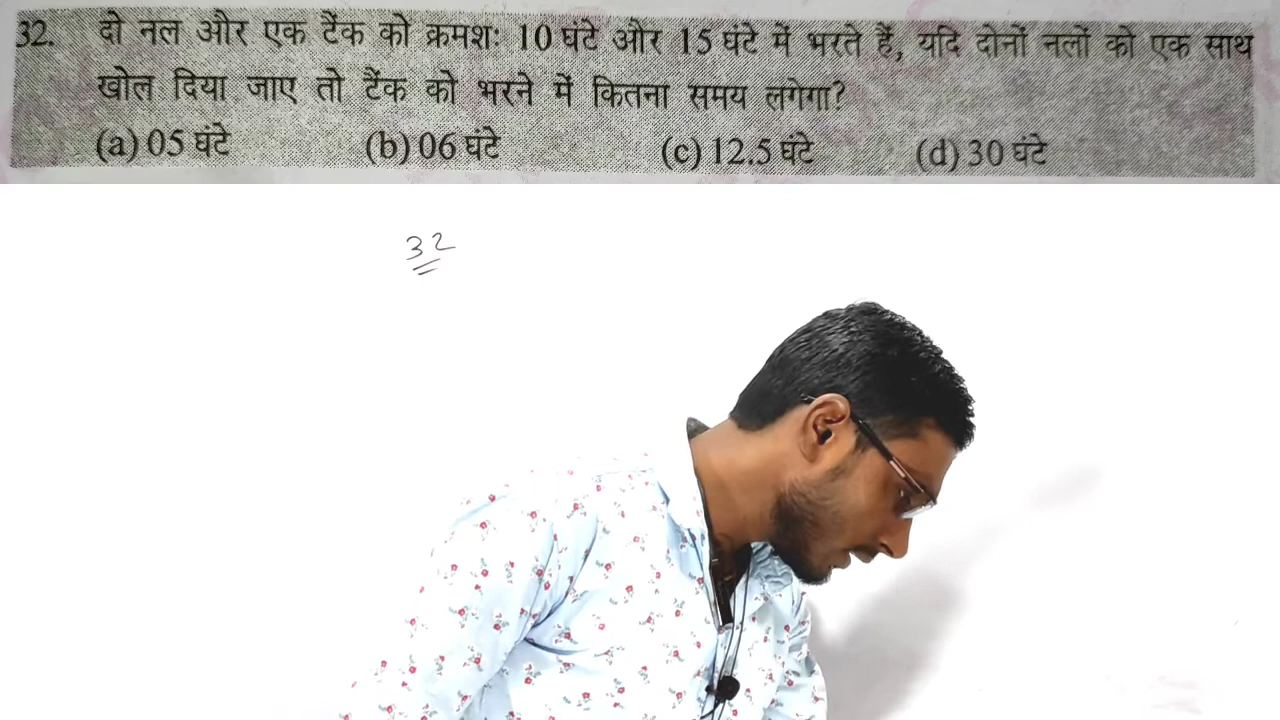 32. दो नल और एक टैंक को क्रमशः 10 घंटे और 15 घंटे में भरते हैं, यदि दोनों नलों को एक साथ
खोल दिया जाए तो टैंक को भरने में कितना समय लगेगा?
(a) 05 घंटे (b) 06 घंटे (c) 12.5 घंटे (d) 30 घंटे
32